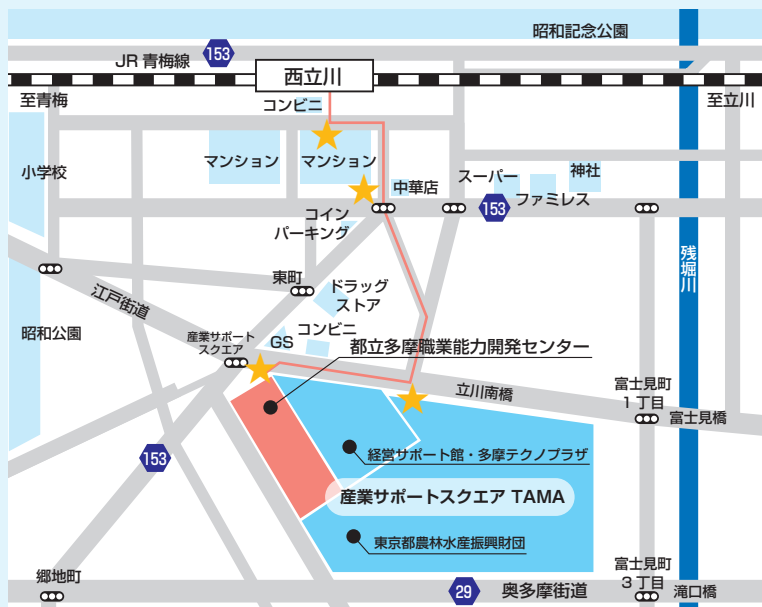 昭和記念公園
JR 青梅線
153
西立川
至青梅
コンビニ
至立川
小学校
マンション
マンション
中華店
スーパー
神社
153
ファミレス
コイン
パーキング
残堀川
東町
ドラッグ
ストア
江戸街道
昭和公園
産業サポート
スクエア
GS
コンビニ
都立多摩職業能力開発センター
立川南橋
富士見町
1丁目
富士見橋
153
経営サポート館・多摩テクノプラザ
産業サポートスクエア TAMA
東京都農林水産振興財団
郷地町
29
奥多摩街道
富士見町
3丁目
滝口橋